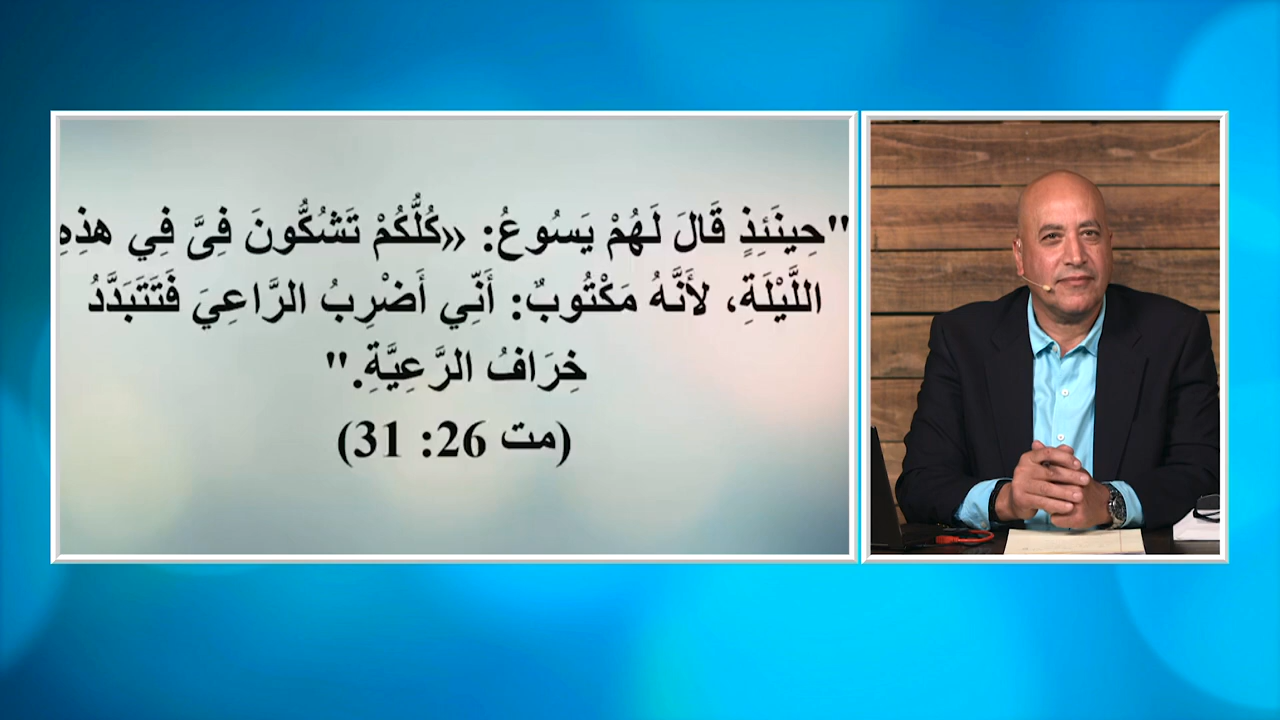 "حِينَئِذٍ قَالَ لَهُمْ يَسُوعُ: «كُلُّكُمْ تَشُكُّونَ فِىَّ فِي هذِهِ
اللَّيْلَةِ، لأَنَّهُ مَكْتُوبٌ: أَنِّي أَضْرِبُ الرَّاعِيَ فَتَتَبَدَّدُ
خِرَافُ الرَّعِيَّةِ."
(مت 26: 31)